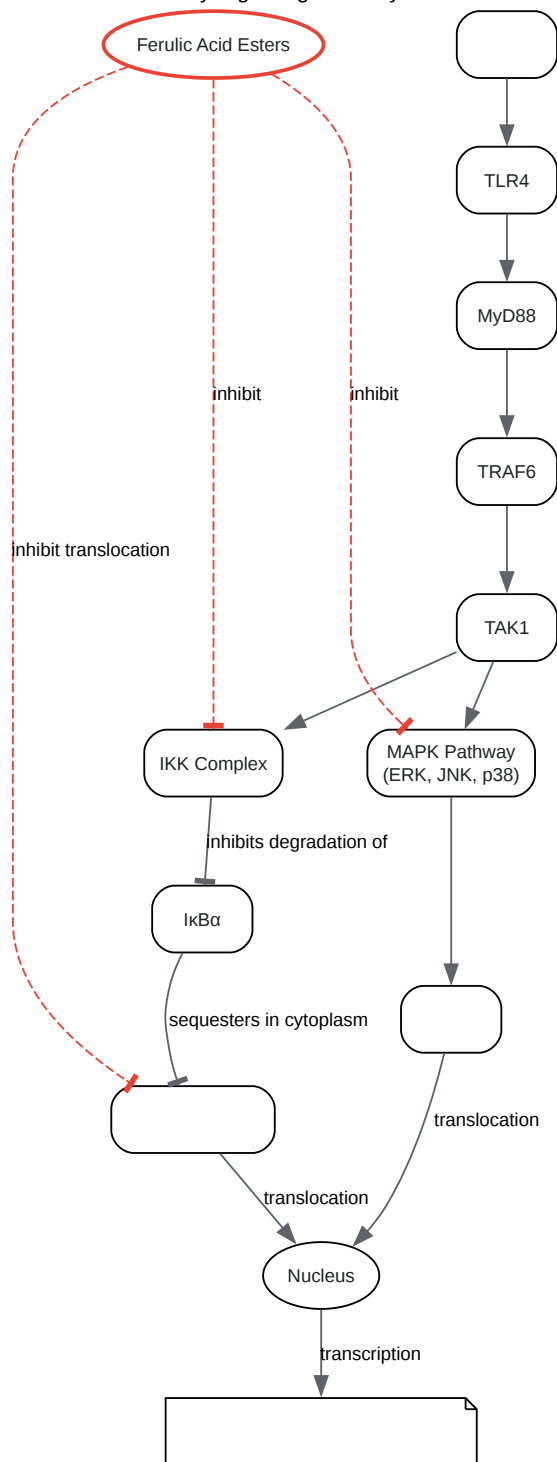 Ferulic Acid Esters
TLR4
MyD88
inhibit
inhibit
TRAF6
inhibit translocation
TAK1
IKK Complex
MAPK Pathway
(ERK, JNK, p38)
inhibits degradation of
IκBα
sequesters in cytoplasm
translocation
translocation
Nucleus
transcription